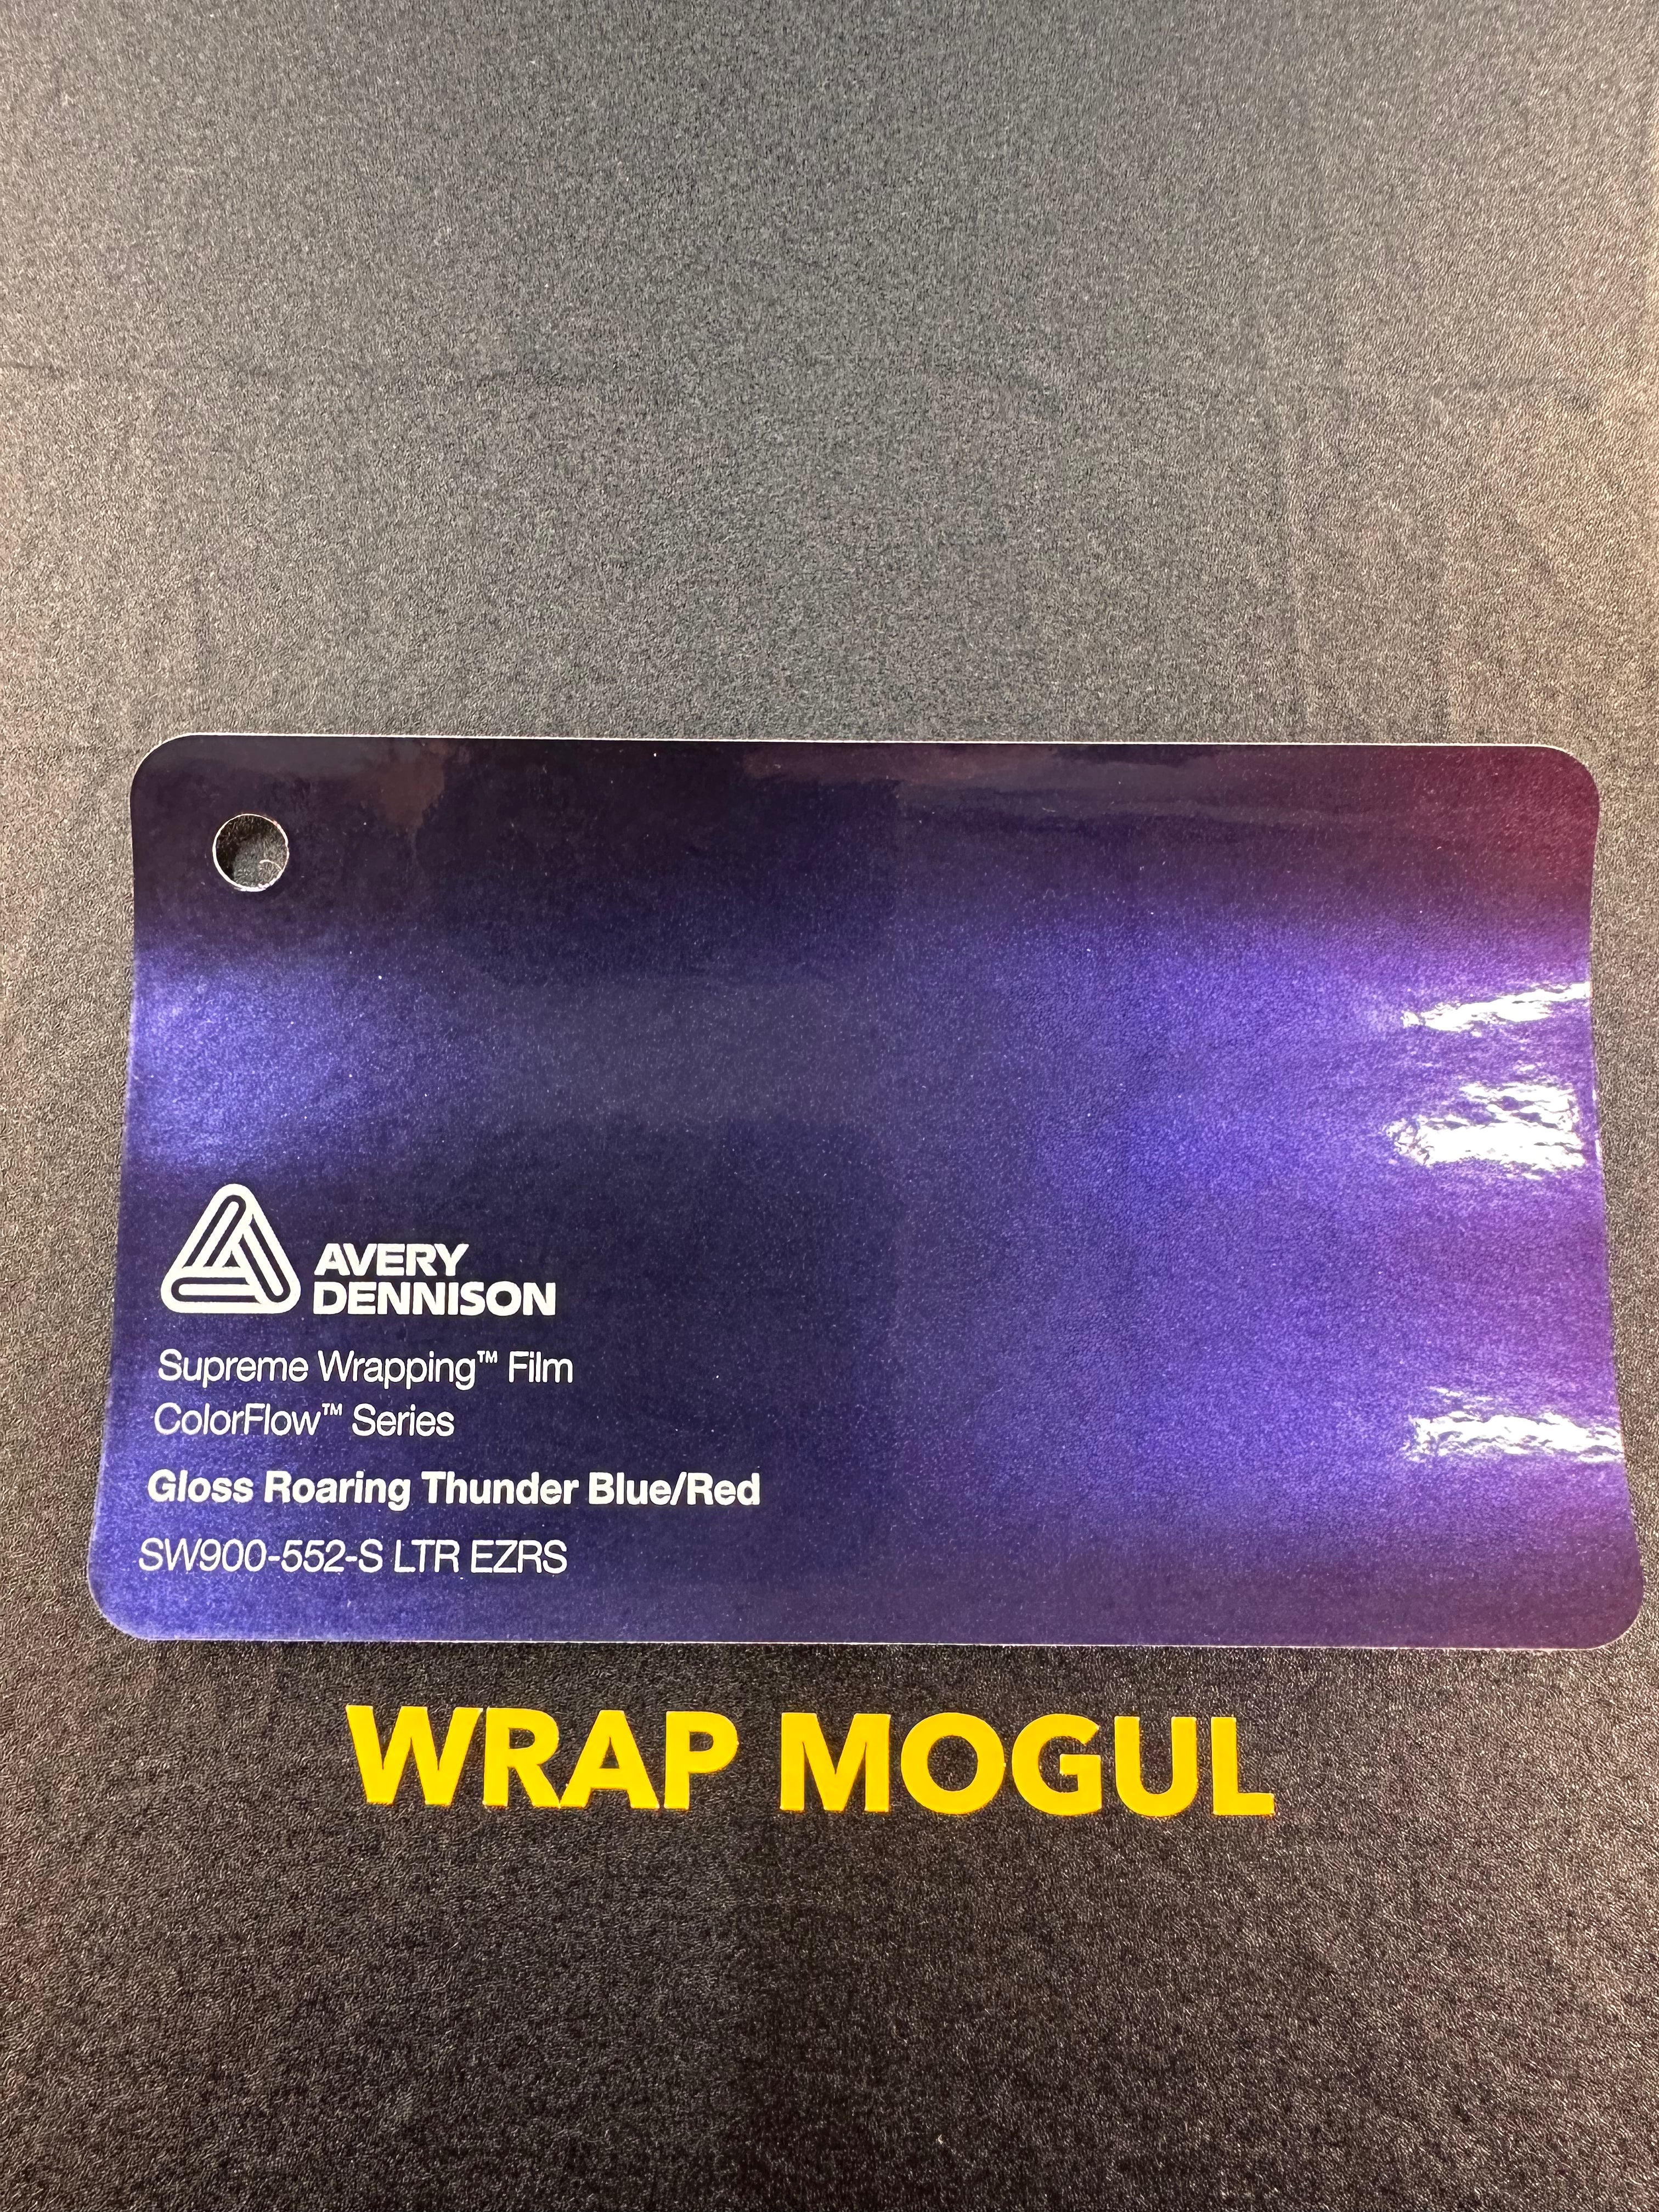 AVERY
DENNISON
Supreme Wrapping™ Film
ColorFlow™ Series
Gloss Roaring Thunder Blue/Red
SW900-552-S LTR EZRS
WRAP MOGUL